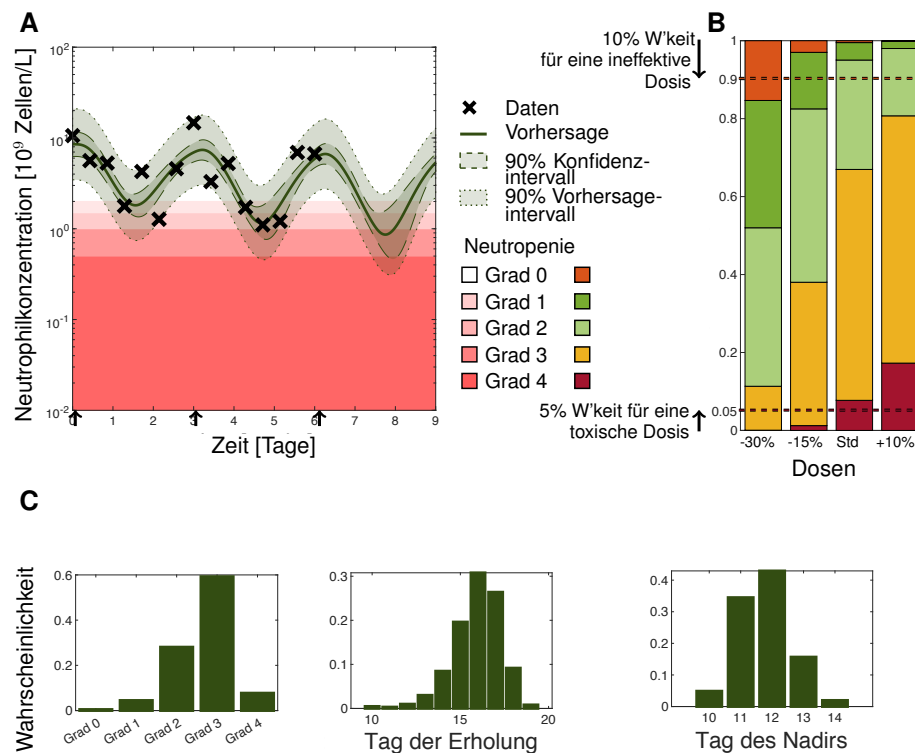 A
B
Neutrophilkonzentration [10⁹ Zellen/L]
10²
10¹
10⁰
10⁻¹
10⁻²
0 1 2 3 4 5 6 7 8 9
Zeit [Tage]
Daten
Vorhersage
90% Konfidenz-
intervall
90% Vorhersage-
intervall
Neutropenie
Grad 0
Grad 1
Grad 2
Grad 3
Grad 4
10% W'keit
für eine ineffektive
Dosis
5% W'keit für eine
toxische Dosis
1
0.9
0.8
0.6
0.4
0.2
0.05
0
-30% -15% Std +10%
Dosen
C
Wahrscheinlichkeit
0.6
0.4
0.2
0
Grad 0 Grad 1 Grad 2 Grad 3 Grad 4
0.3
0.2
0.1
0
10 15 20
Tag der Erholung
0.4
0.3
0.2
0.1
0
10 11 12 13 14
Tag des Nadirs